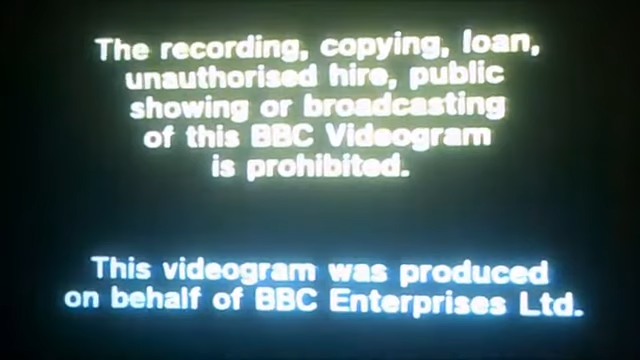 The recording, copying, loan,
unauthorised hire, public
showing or broadcasting
of this BBC Videogram
is prohibited.
This videogram was produced
on behalf of BBC Enterprises Ltd.